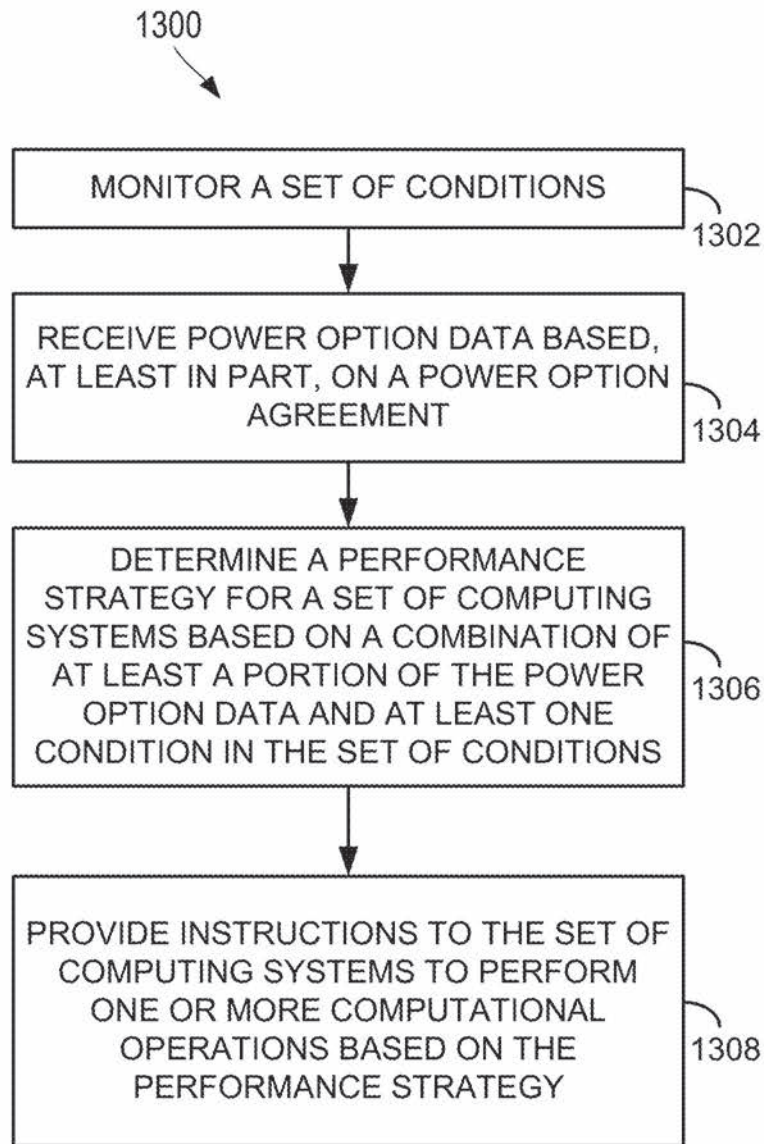 1300
MONITOR A SET OF CONDITIONS
1302
RECEIVE POWER OPTION DATA BASED,
AT LEAST IN PART, ON A POWER OPTION
AGREEMENT
1304
DETERMINE A PERFORMANCE
STRATEGY FOR A SET OF COMPUTING
SYSTEMS BASED ON A COMBINATION OF
AT LEAST A PORTION OF THE POWER
OPTION DATA AND AT LEAST ONE
CONDITION IN THE SET OF CONDITIONS
1306
PROVIDE INSTRUCTIONS TO THE SET OF
COMPUTING SYSTEMS TO PERFORM
ONE OR MORE COMPUTATIONAL
OPERATIONS BASED ON THE
PERFORMANCE STRATEGY
1308